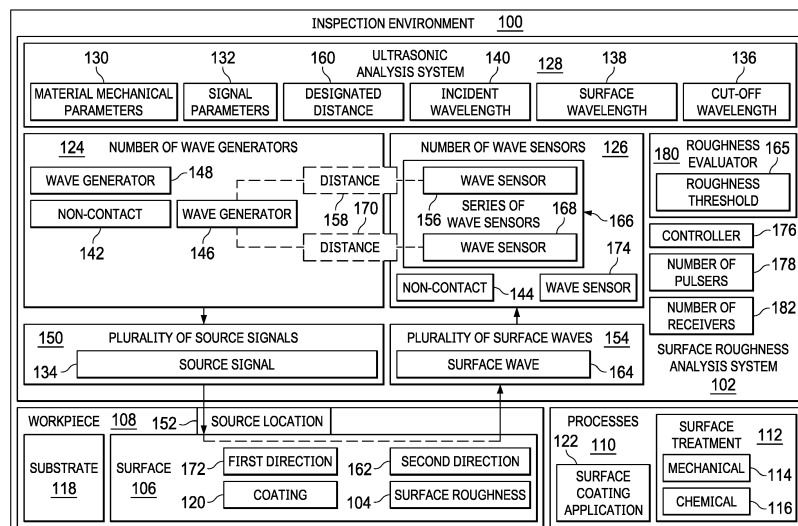 INSPECTION ENVIRONMENT 100
130 132 160 ULTRASONIC ANALYSIS SYSTEM 128 140 138 136
MATERIAL MECHANICAL PARAMETERS
SIGNAL PARAMETERS
DESIGNATED DISTANCE
INCIDENT WAVELENGTH
SURFACE WAVELENGTH
CUT-OFF WAVELENGTH
124 NUMBER OF WAVE GENERATORS
WAVE GENERATOR 148
NON-CONTACT 142
WAVE GENERATOR 146
DISTANCE 158
170 DISTANCE
NUMBER OF WAVE SENSORS 126
WAVE SENSOR 156
SERIES OF WAVE SENSORS 166
168 WAVE SENSOR
NON-CONTACT 144
174 WAVE SENSOR
180 ROUGHNESS EVALUATOR 165
ROUGHNESS THRESHOLD
CONTROLLER 176
NUMBER OF PULSERS 178
NUMBER OF RECEIVERS 182
SURFACE ROUGHNESS ANALYSIS SYSTEM 102
150 PLURALITY OF SOURCE SIGNALS
134 SOURCE SIGNAL
PLURALITY OF SURFACE WAVES 154
SURFACE WAVE 164
WORKPIECE 108
152 SOURCE LOCATION
SUBSTRATE 118
SURFACE 106
172 FIRST DIRECTION
162 SECOND DIRECTION
120 COATING
104 SURFACE ROUGHNESS
PROCESSES 110
122 SURFACE COATING APPLICATION
SURFACE TREATMENT 112
MECHANICAL 114
CHEMICAL 116